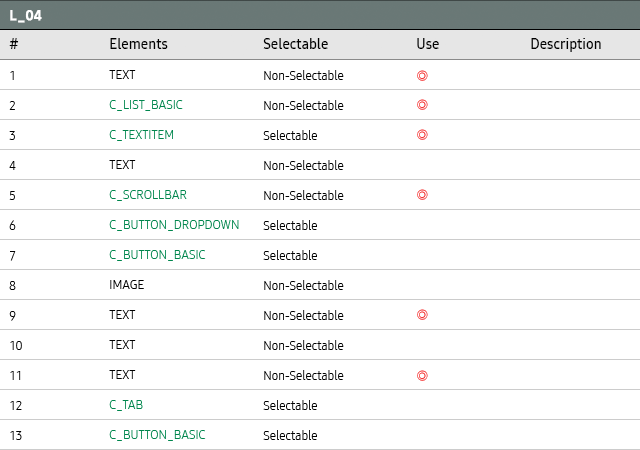 L_04
# Elements Selectable Use Description
1 TEXT Non-Selectable ◎
2 C_LIST_BASIC Non-Selectable ◎
3 C_TEXTITEM Selectable ◎
4 TEXT Non-Selectable
5 C_SCROLLBAR Non-Selectable ◎
6 C_BUTTON_DROPDOWN Selectable
7 C_BUTTON_BASIC Selectable
8 IMAGE Non-Selectable
9 TEXT Non-Selectable ◎
10 TEXT Non-Selectable
11 TEXT Non-Selectable ◎
12 C_TAB Selectable
13 C_BUTTON_BASIC Selectable